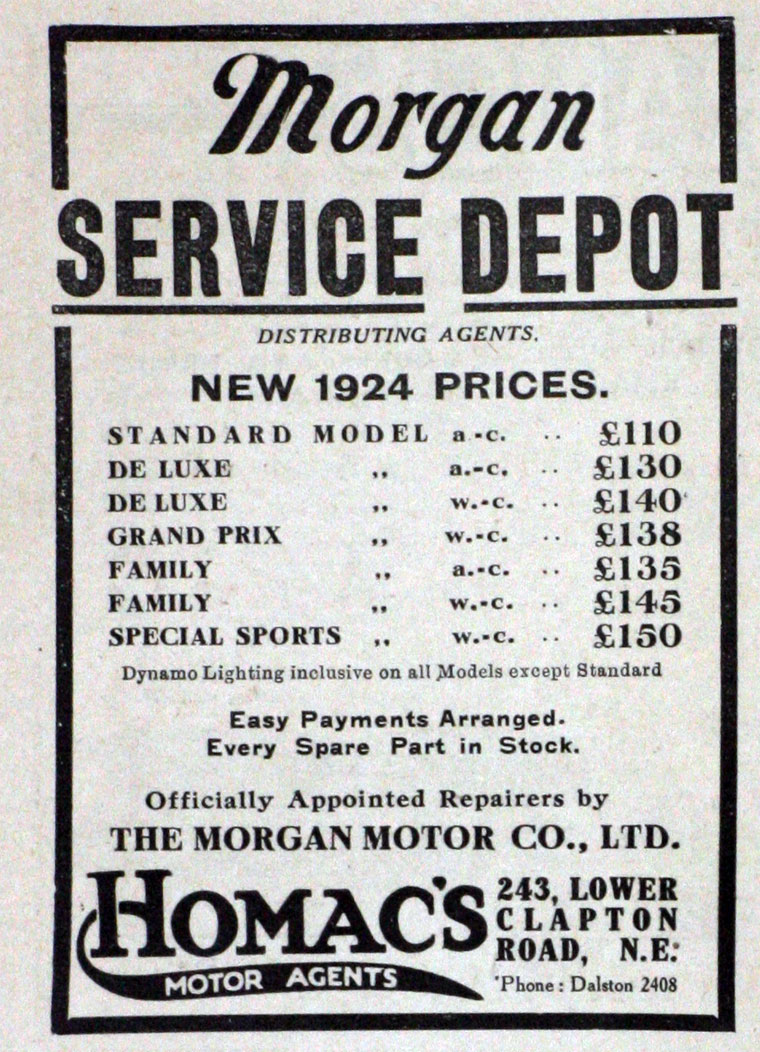 Morgan
SERVICE DEPOT
DISTRIBUTING AGENTS.
NEW 1924 PRICES.
STANDARD MODEL a.-c. .. £110
DE LUXE ,, a.-c. .. £130
DE LUXE ,, w.-c. .. £140
GRAND PRIX ,, w.-c. .. £138
FAMILY ,, a.-c. .. £135
FAMILY ,, w.-c. .. £145
SPECIAL SPORTS ,, w.-c. .. £150
Dynamo Lighting inclusive on all Models except Standard
Easy Payments Arranged.
Every Spare Part in Stock.
Officially Appointed Repairers by
THE MORGAN MOTOR CO., LTD.
HOMAC'S
MOTOR AGENTS
243, LOWER
CLAPTON
ROAD, N.E.
'Phone: Dalston 2408